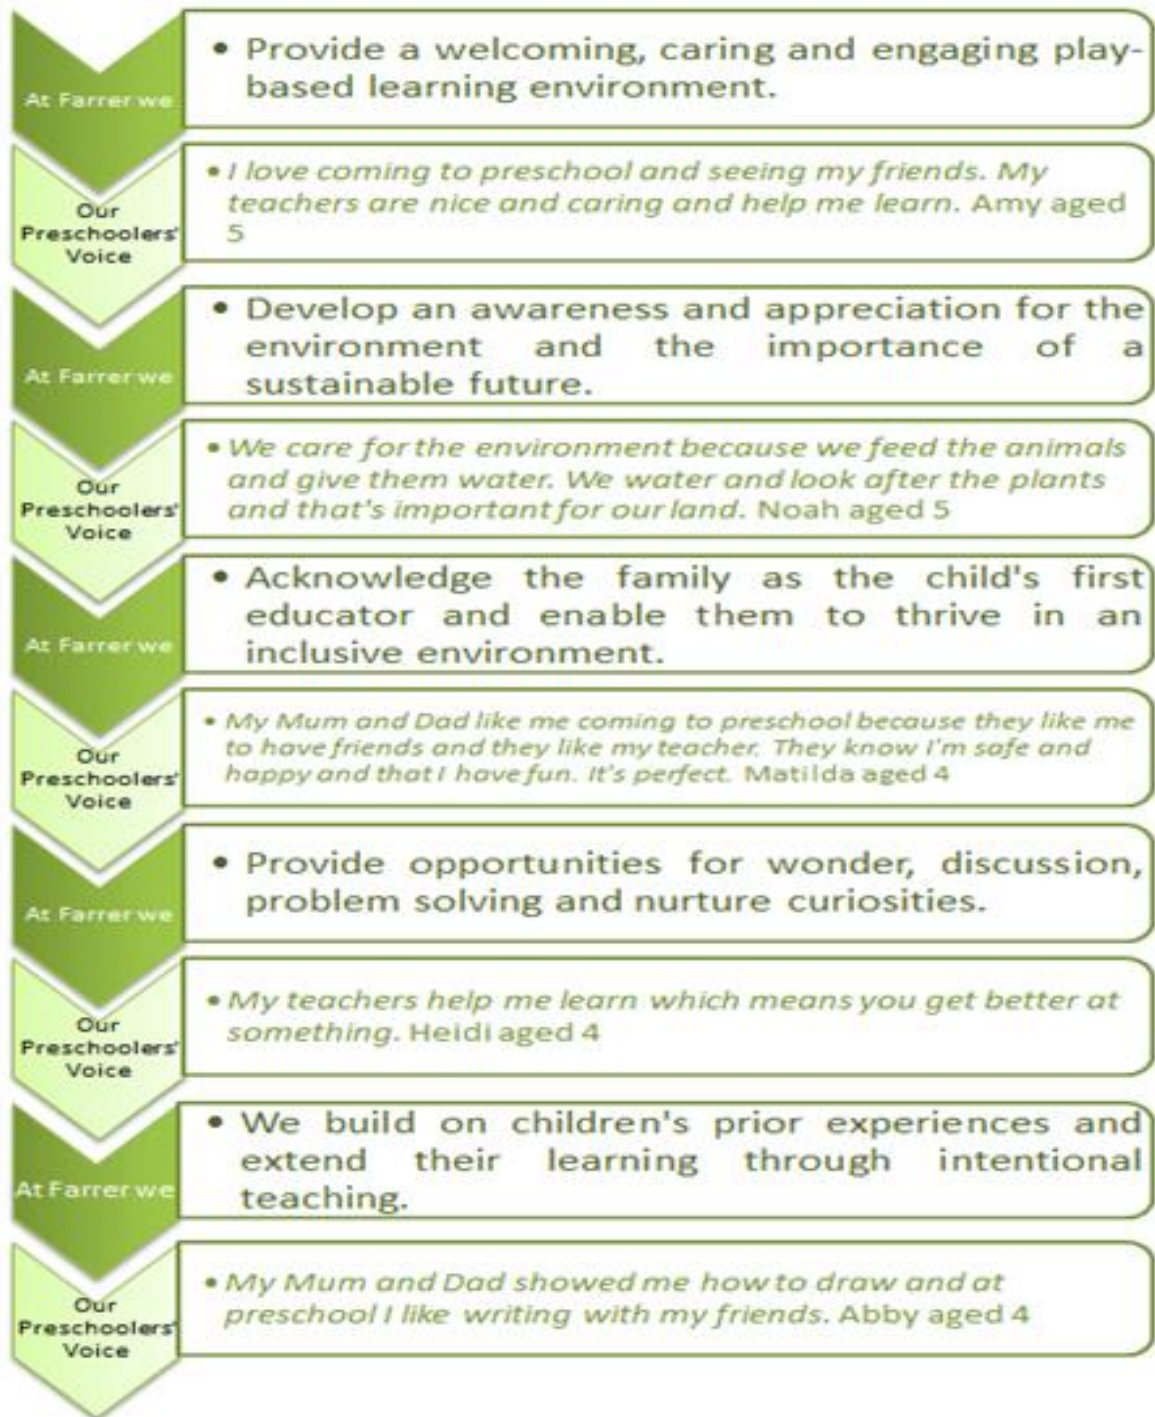 At Farrer we
• Provide a welcoming, caring and engaging play-
based learning environment.
Our
Preschoolers'
Voice
• I love coming to preschool and seeing my friends. My
teachers are nice and caring and help me learn. Amy aged
5
At Farrer we
• Develop an awareness and appreciation for the
environment and the importance of a
sustainable future.
Our
Preschoolers'
Voice
• We care for the environment because we feed the animals
and give them water. We water and look after the plants
and that's important for our land. Noah aged 5
At Farrer we
• Acknowledge the family as the child's first
educator and enable them to thrive in an
inclusive environment.
Our
Preschoolers'
Voice
• My Mum and Dad like me coming to preschool because they like me
to have friends and they like my teacher. They know I'm safe and
happy and that I have fun. It's perfect. Matilda aged 4
At Farrer we
• Provide opportunities for wonder, discussion,
problem solving and nurture curiosities.
Our
Preschoolers'
Voice
• My teachers help me learn which means you get better at
something. Heidi aged 4
At Farrer we
• We build on children's prior experiences and
extend their learning through intentional
teaching.
Our
Preschoolers'
Voice
• My Mum and Dad showed me how to draw and at
preschool I like writing with my friends. Abby aged 4